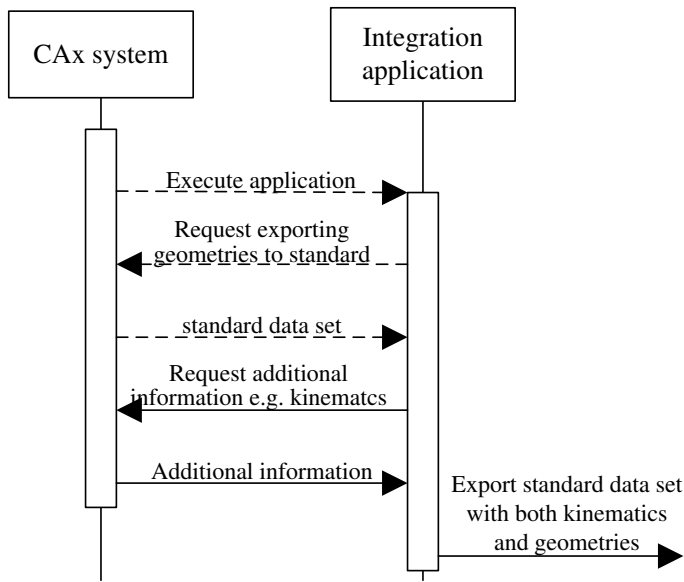 CAx system
Integration
application
Execute application
Request exporting
geometries to standard
standard data set
Request additional
information e.g. kinematcs
Additional information
Export standard data set
with both kinematics
and geometries